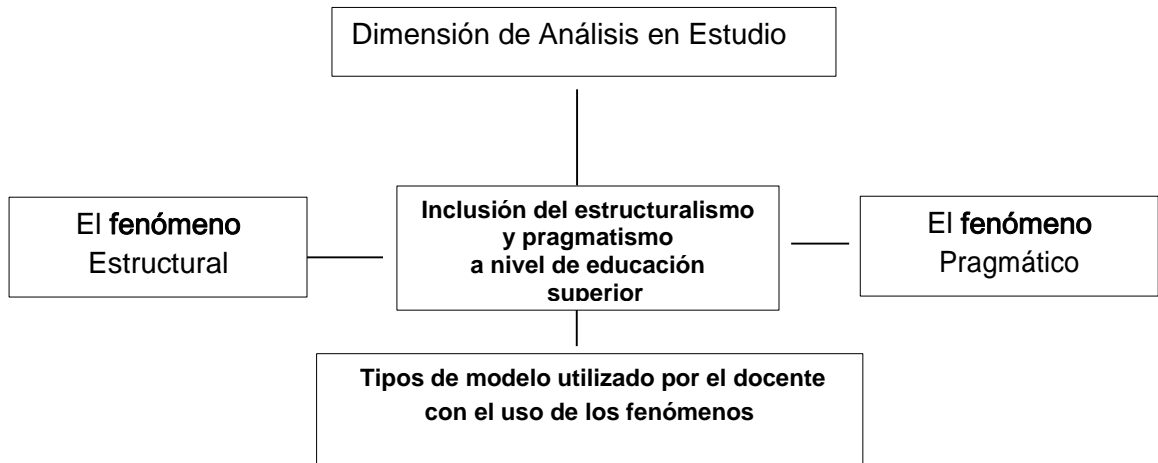 Dimensión de Análisis en Estudio
El fenómeno
Estructural
Inclusión del estructuralismo
y pragmatismo
a nivel de educación
superior
El fenómeno
Pragmático
Tipos de modelo utilizado por el docente
con el uso de los fenómenos